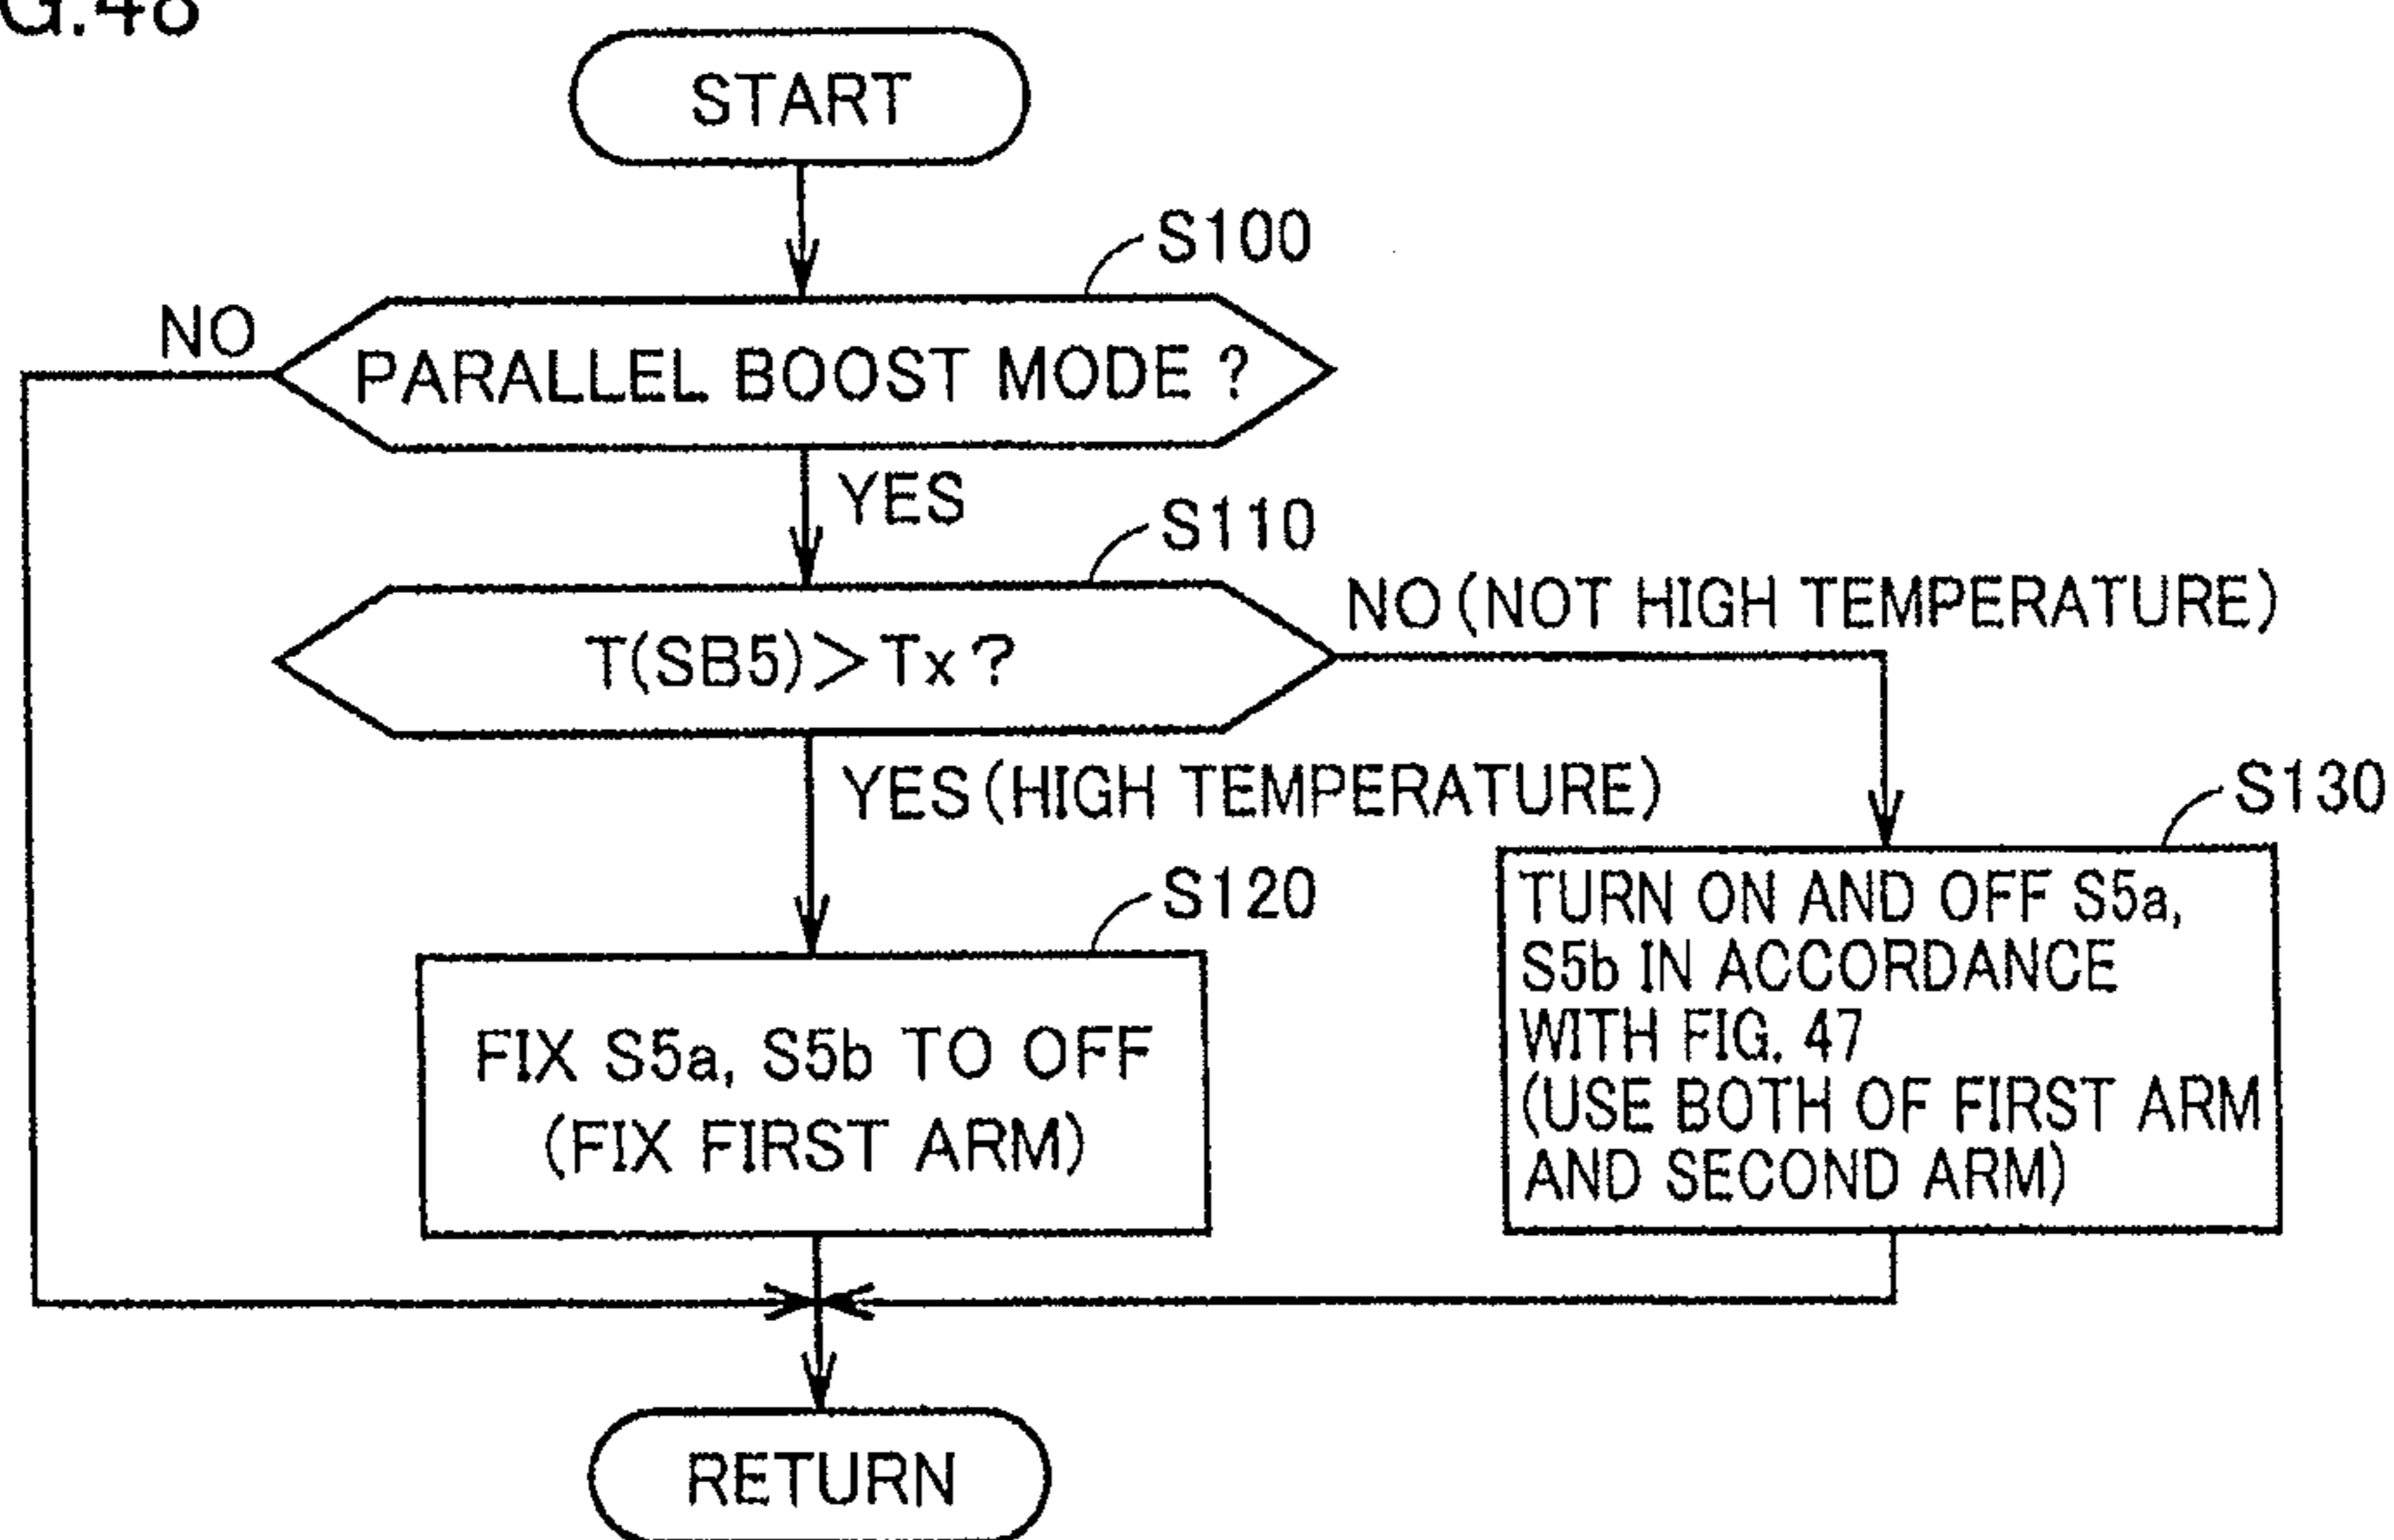 G.48
START
S100
NO
PARALLEL BOOST MODE ?
YES
S110
T(SB5)>Tx ?
NO (NOT HIGH TEMPERATURE)
YES (HIGH TEMPERATURE)
S120
FIX S5a, S5b TO OFF
(FIX FIRST ARM)
S130
TURN ON AND OFF S5a,
S5b IN ACCORDANCE
WITH FIG. 47
(USE BOTH OF FIRST ARM
AND SECOND ARM)
RETURN